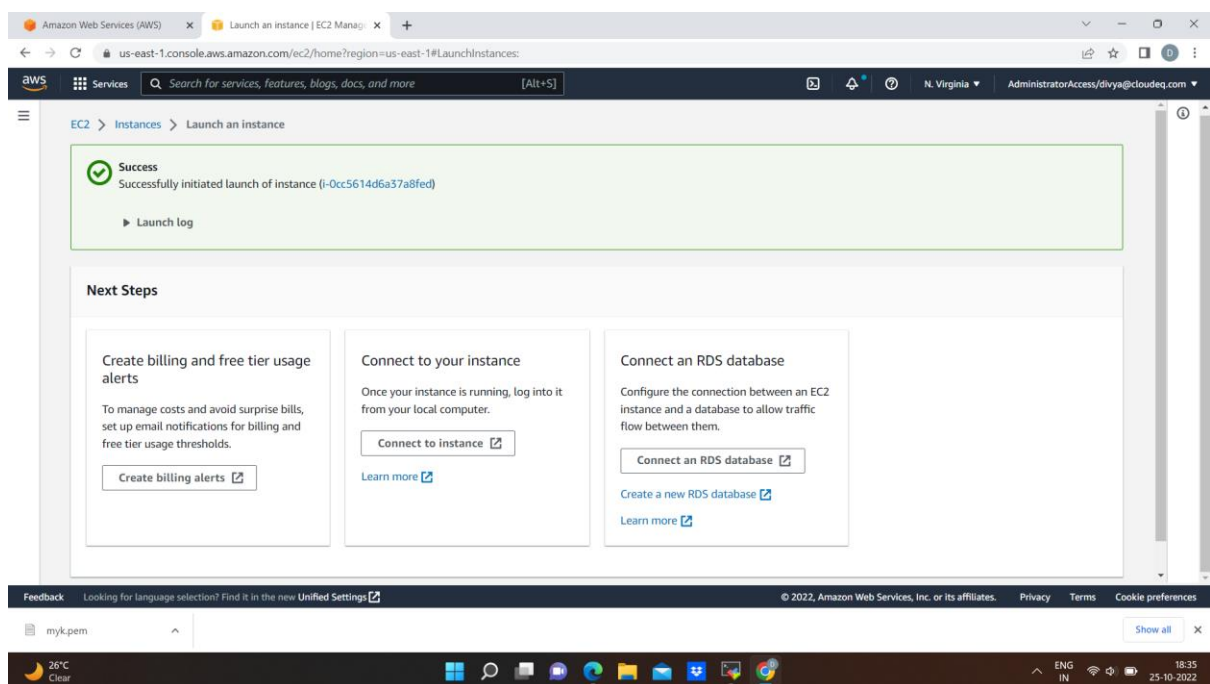 Amazon Web Services (AWS)
Launch an instance | EC2 Manag
us-east-1.console.aws.amazon.com/ec2/home?region=us-east-1#LaunchInstances:
D
aws
Services
Search for services, features, blogs, docs, and more
[Alt+S]
N. Virginia
AdministratorAccess/divya@cloudeq.com
EC2 > Instances > Launch an instance
Success
Successfully initiated launch of instance (i-0cc5614d6a37a8fed)
Launch log
Next Steps
Create billing and free tier usage
alerts
To manage costs and avoid surprise bills,
set up email notifications for billing and
free tier usage thresholds.
Create billing alerts
Connect to your instance
Once your instance is running, log into it
from your local computer.
Connect to instance
Learn more
Connect an RDS database
Configure the connection between an EC2
instance and a database to allow traffic
flow between them.
Connect an RDS database
Create a new RDS database
Learn more
Feedback
Looking for language selection? Find it in the new Unified Settings
© 2022, Amazon Web Services, Inc. or its affiliates.
Privacy
Terms
Cookie preferences
myk.pem
Show all
26°C
Clear
ENG
IN
18:35
25-10-2022